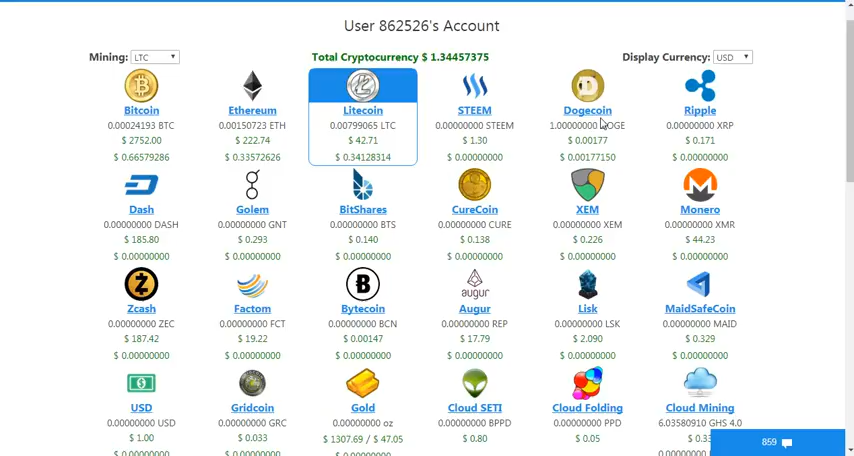 User 862526's Account
Mining: LTC Total Cryptocurrency $ 1.34457375 Display Currency: USD
Bitcoin Ethereum Litecoin STEEM Dogecoin Ripple
0.00024193 BTC 0.00150723 ETH 0.00799065 LTC 0.00000000 STEEM 1.00000000 DOGE 0.00000000 XRP
$ 2752.00 $ 222.74 $ 42.71 $ 1.30 $ 0.00177 $ 0.171
$ 0.66579286 $ 0.33572626 $ 0.34128314 $ 0.00000000 $ 0.00177150 $ 0.00000000
Dash Golem BitShares CureCoin XEM Monero
0.00000000 DASH 0.00000000 GNT 0.00000000 BTS 0.00000000 CURE 0.00000000 XEM 0.00000000 XMR
$ 185.80 $ 0.293 $ 0.140 $ 0.138 $ 0.226 $ 44.23
$ 0.00000000 $ 0.00000000 $ 0.00000000 $ 0.00000000 $ 0.00000000 $ 0.00000000
augur
Zcash Factom Bytecoin Augur Lisk MaidSafeCoin
0.00000000 ZEC 0.00000000 FCT 0.00000000 BCN 0.00000000 REP 0.00000000 LSK 0.00000000 MAID
$ 187.42 $ 19.22 $ 0.00147 $ 17.79 $ 2.090 $ 0.329
$ 0.00000000 $ 0.00000000 $ 0.00000000 $ 0.00000000 $ 0.00000000 $ 0.00000000
USD Gridcoin Gold Cloud SETI Cloud Folding Cloud Mining
0.00000000 USD 0.00000000 GRC 0.00000000 oz 0.00000000 BPPD 0.00000000 PPD 6.03580910 GHS 4.0
$ 1.00 $ 0.033 $ 1307.69 / $ 47.05 $ 0.80 $ 0.05
859